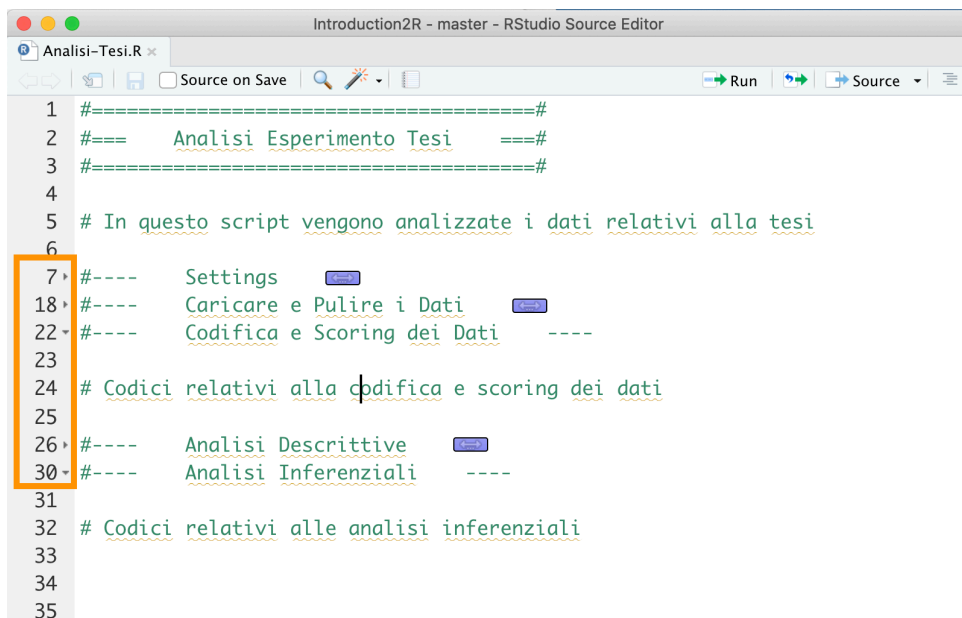 Introduction2R - master - RStudio Source Editor
Analisi-Tesi.R ×
Source on Save Run Source
1 #======================================#
2 #=== Analisi Esperimento Tesi ===#
3 #======================================#
4
5 # In questo script vengono analizzate i dati relativi alla tesi
6
7 #---- Settings
18 #---- Caricare e Pulire i Dati
22 #---- Codifica e Scoring dei Dati ----
23
24 # Codici relativi alla codifica e scoring dei dati
25
26 #---- Analisi Descrittive
30 #---- Analisi Inferenziali ----
31
32 # Codici relativi alle analisi inferenziali
33
34
35